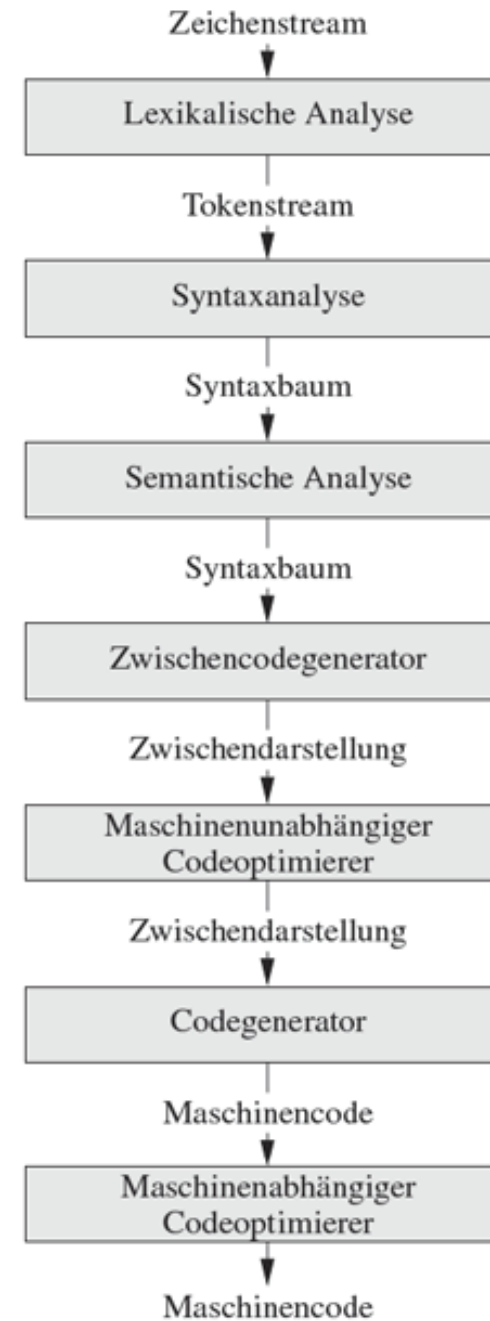 Zeichenstream
Lexikalische Analyse
Tokenstream
Syntaxanalyse
Syntaxbaum
Semantische Analyse
Syntaxbaum
Zwischencodegenerator
Zwischendarstellung
Maschinenunabhängiger
Codeoptimierer
Zwischendarstellung
Codegenerator
Maschinencode
Maschinenabhängiger
Codeoptimierer
Maschinencode